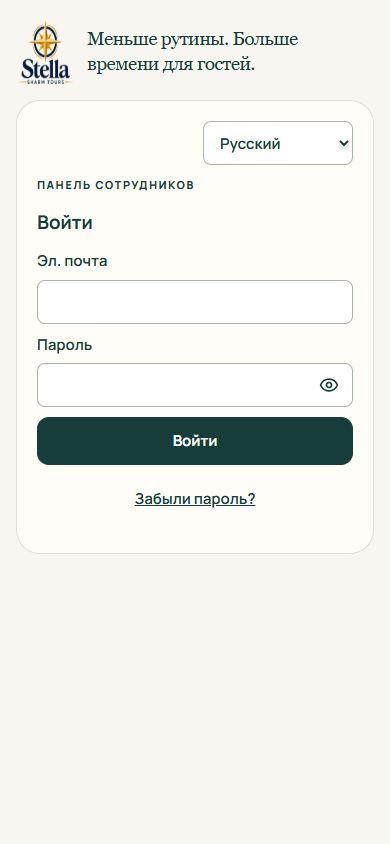 Stella
SHARM TOURS
Меньше рутины. Больше
времени для гостей.
Русский
ПАНЕЛЬ СОТРУДНИКОВ
Войти
Эл. почта
Пароль
Войти
Забыли пароль?